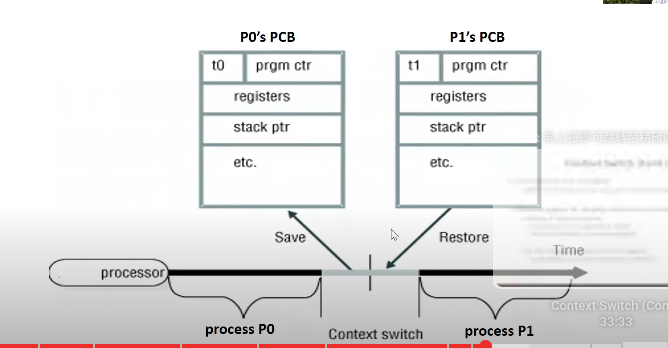 P0's PCB
P1's PCB
t0 prgm ctr
registers
stack ptr
etc.
t1 prgm ctr
registers
stack ptr
etc.
Save
Restore
Time
processor
process P0
Context switch
process P1
Context Switch (Con
33:33